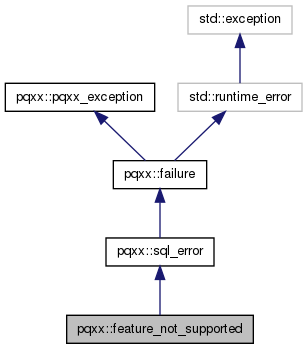 std::exception
pqxx::pqxx_exception
std::runtime_error
pqxx::failure
pqxx::sql_error
pqxx::feature_not_supported